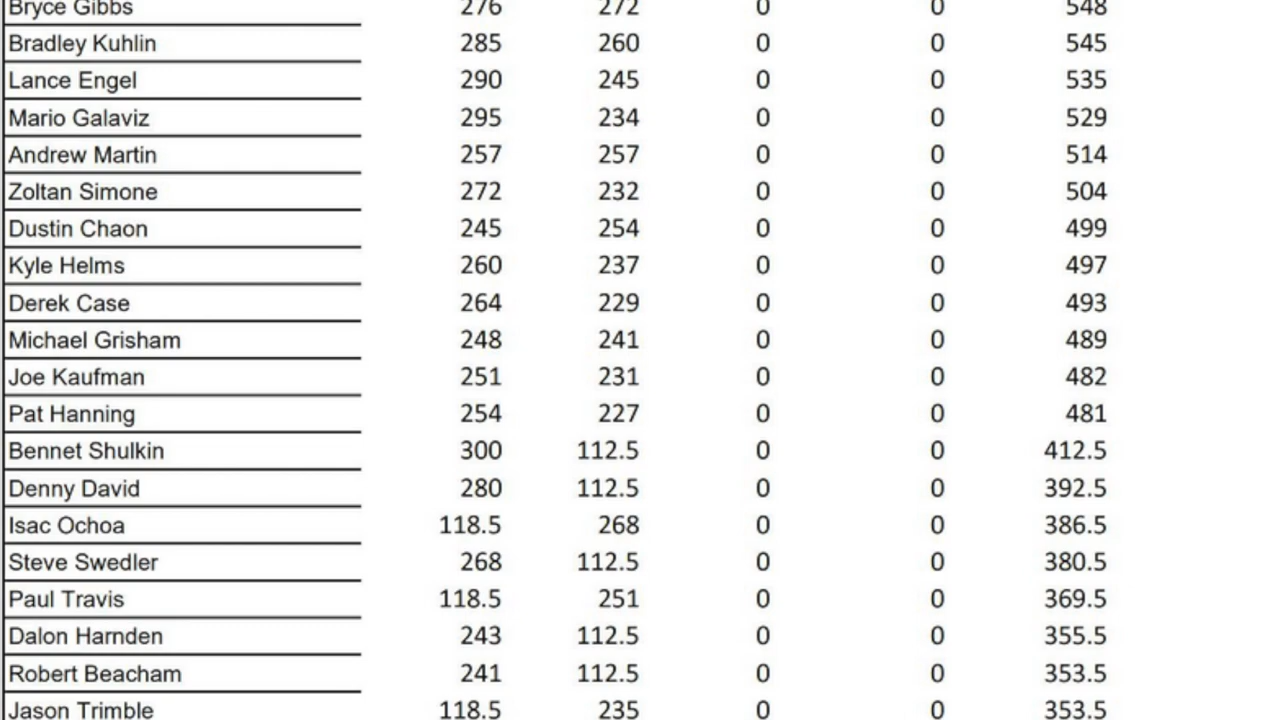 Bryce Gibbs 276 272 0 0 548
Bradley Kuhlin 285 260 0 0 545
Lance Engel 290 245 0 0 535
Mario Galaviz 295 234 0 0 529
Andrew Martin 257 257 0 0 514
Zoltan Simone 272 232 0 0 504
Dustin Chaon 245 254 0 0 499
Kyle Helms 260 237 0 0 497
Derek Case 264 229 0 0 493
Michael Grisham 248 241 0 0 489
Joe Kaufman 251 231 0 0 482
Pat Hanning 254 227 0 0 481
Bennet Shulkin 300 112.5 0 0 412.5
Denny David 280 112.5 0 0 392.5
Isac Ochoa 118.5 268 0 0 386.5
Steve Swedler 268 112.5 0 0 380.5
Paul Travis 118.5 251 0 0 369.5
Dalon Harnden 243 112.5 0 0 355.5
Robert Beacham 241 112.5 0 0 353.5
Jason Trimble 118.5 235 0 0 353.5